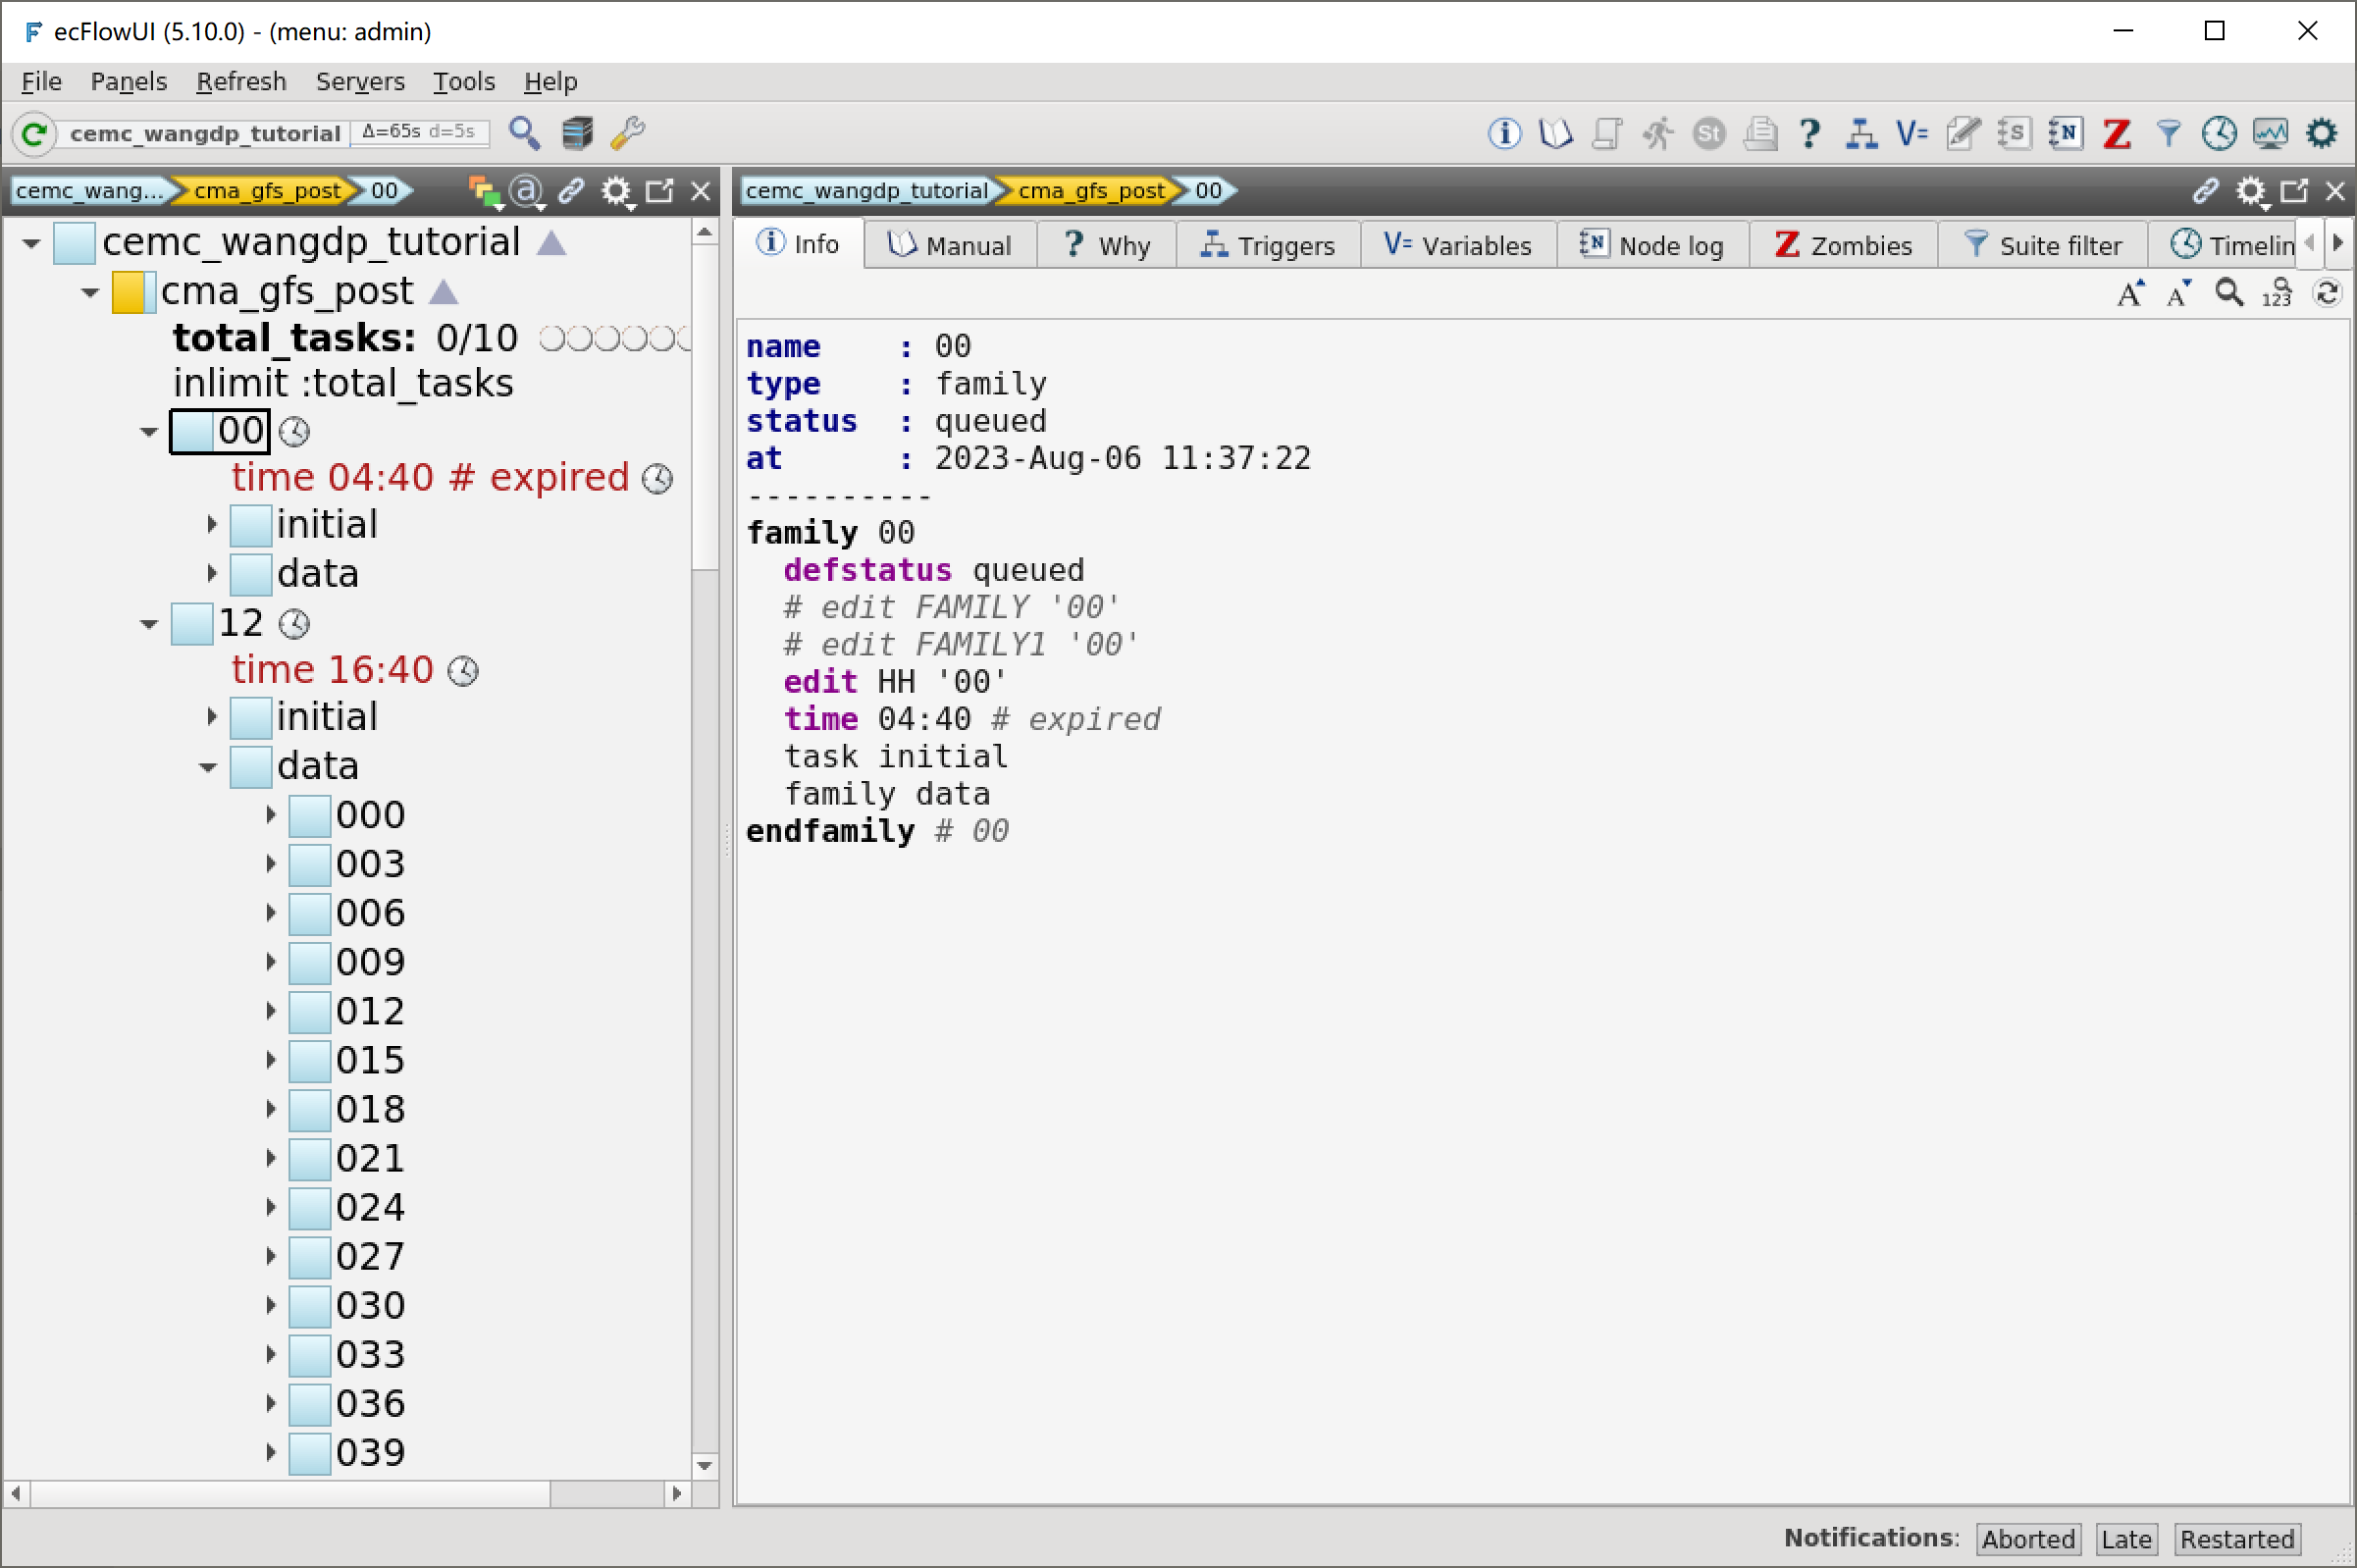 ecFlowUI (5.10.0) - (menu: admin)
File Panels Refresh Servers Tools Help
cemc_wangdp_tutorial Δ=65s d=5s
St ? V= S N Z
cemc_wang... cma_gfs_post 00
cemc_wangdp_tutorial
cma_gfs_post
total_tasks: 0/10
inlimit :total_tasks
00
time 04:40 # expired
initial
data
12
time 16:40
initial
data
000
003
006
009
012
015
018
021
024
027
030
033
036
039
cemc_wangdp_tutorial cma_gfs_post 00
Info Manual ? Why Triggers V= Variables N Node log Z Zombies Suite filter Timelin
A A 123
name : 00
type : family
status : queued
at : 2023-Aug-06 11:37:22
----------
family 00
defstatus queued
# edit FAMILY '00'
# edit FAMILY1 '00'
edit HH '00'
time 04:40 # expired
task initial
family data
endfamily # 00
Notifications: Aborted Late Restarted